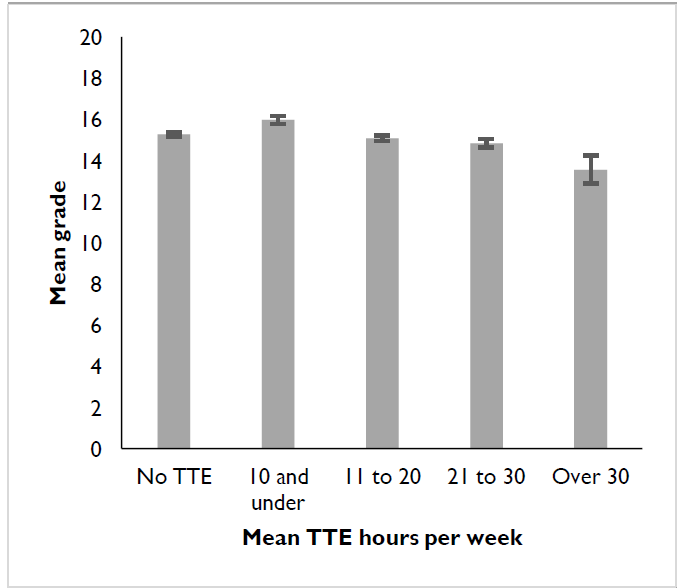 20
18
16
14
12
10
8
6
4
2
0
Mean grade
No TTE
10 and
under
11 to 20
21 to 30
Over 30
Mean TTE hours per week